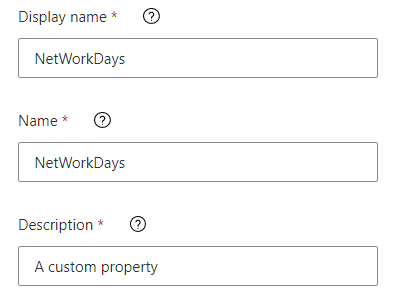 Display name *
NetWorkDays
Name *
NetWorkDays
Description *
A custom property